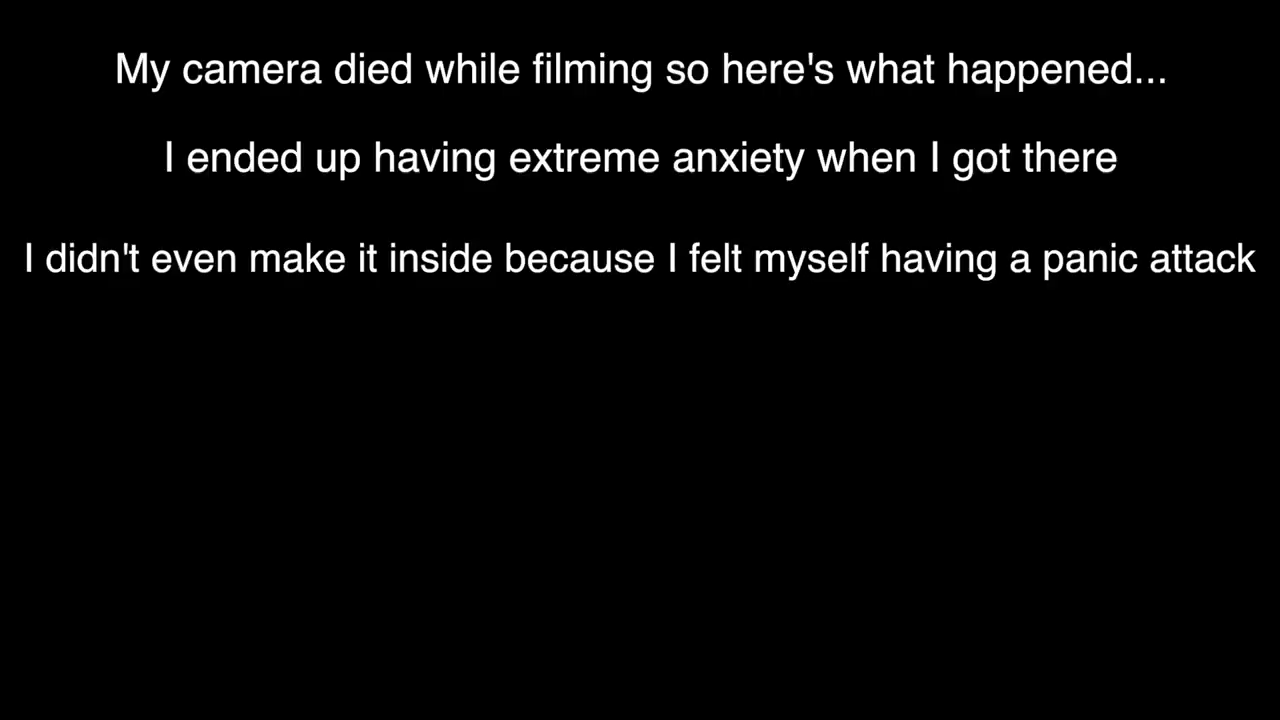 My camera died while filming so here's what happened...
I ended up having extreme anxiety when I got there
I didn't even make it inside because I felt myself having a panic attack